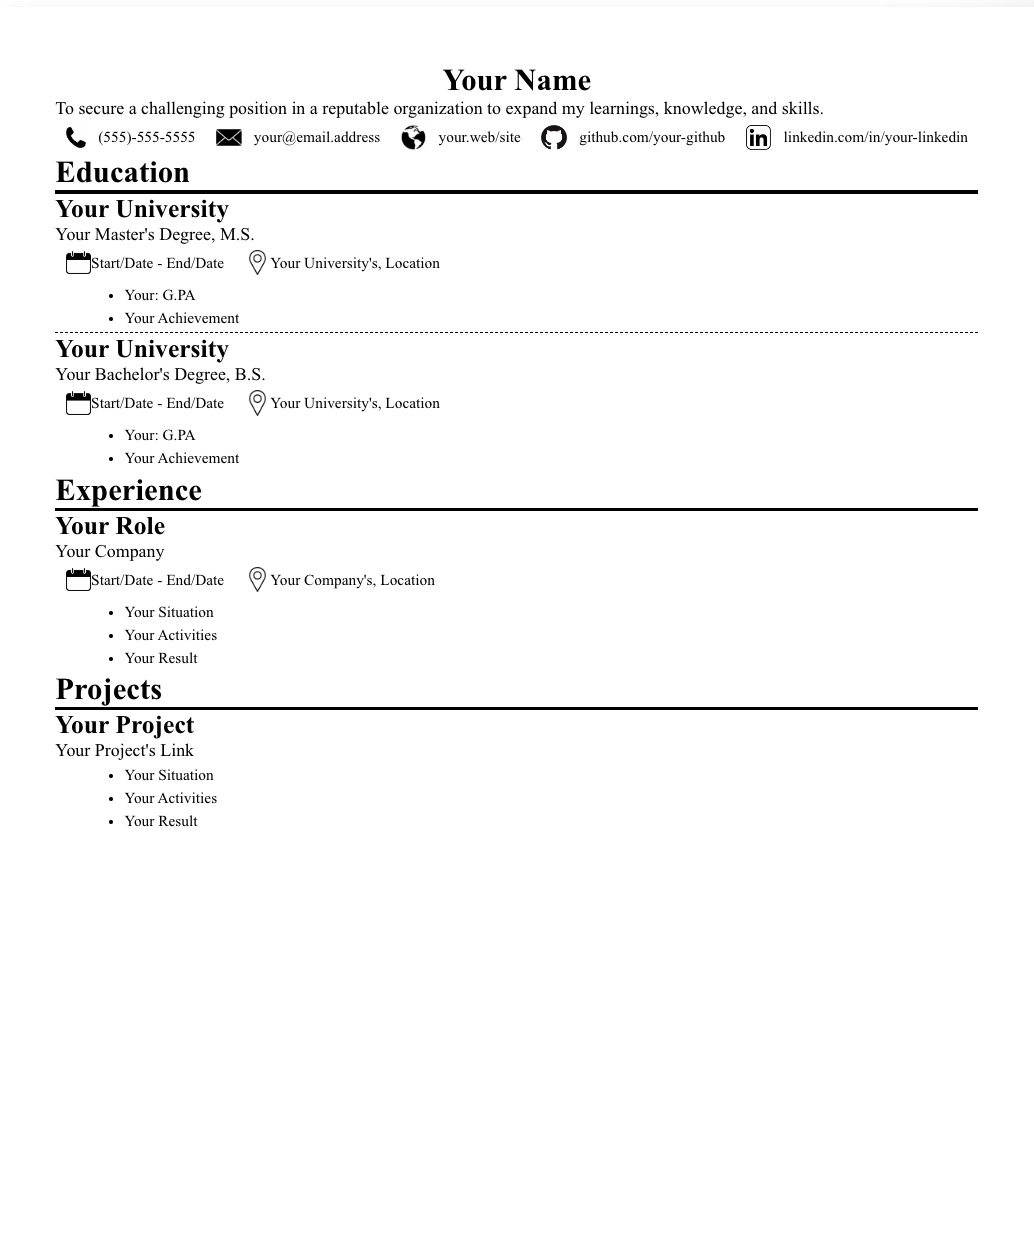 Your Name
To secure a challenging position in a reputable organization to expand my learnings, knowledge, and skills.
(555)-555-5555 your@email.address your.web/site github.com/your-github linkedin.com/in/your-linkedin
Education
Your University
Your Master's Degree, M.S.
Start/Date - End/Date Your University's, Location
• Your: G.PA
• Your Achievement
Your University
Your Bachelor's Degree, B.S.
Start/Date - End/Date Your University's, Location
• Your: G.PA
• Your Achievement
Experience
Your Role
Your Company
Start/Date - End/Date Your Company's, Location
• Your Situation
• Your Activities
• Your Result
Projects
Your Project
Your Project's Link
• Your Situation
• Your Activities
• Your Result